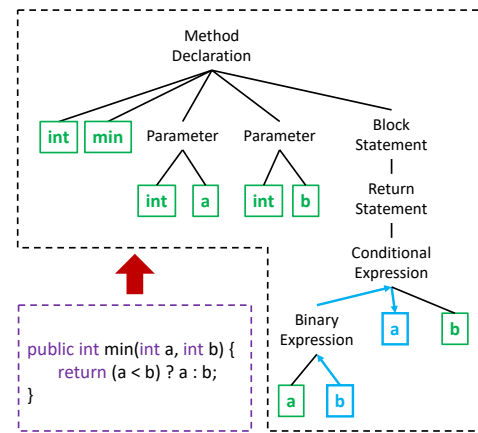 Method
Declaration
int
min
Parameter
Parameter
Block
Statement
int
a
int
b
Return
Statement
Conditional
Expression
Binary
Expression
a
b
a
b
public int min(int a, int b) {
return (a < b) ? a : b;
}